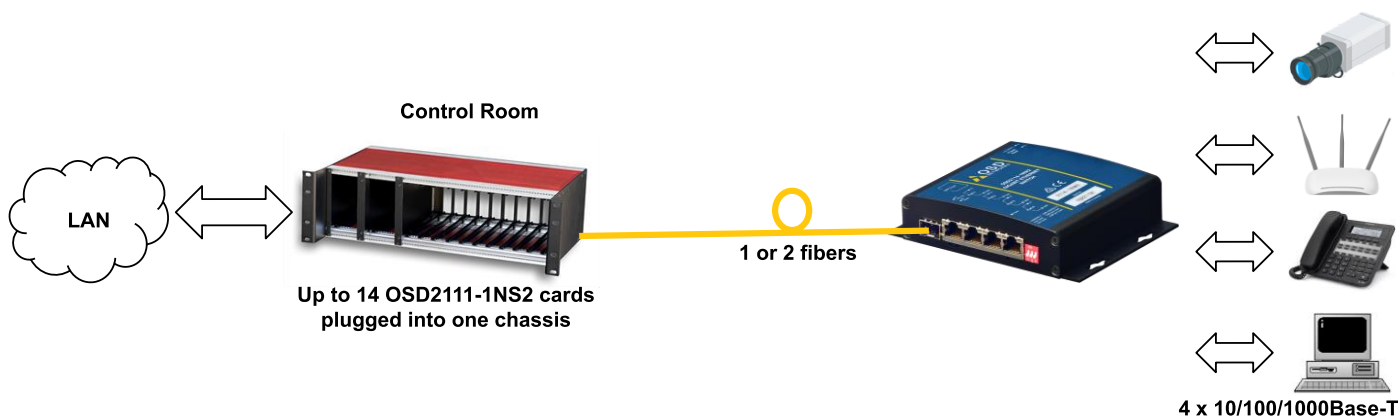 Control Room
LAN
Up to 14 OSD2111-1NS2 cards
plugged into one chassis
1 or 2 fibers
OSD
4 x 10/100/1000Base-T